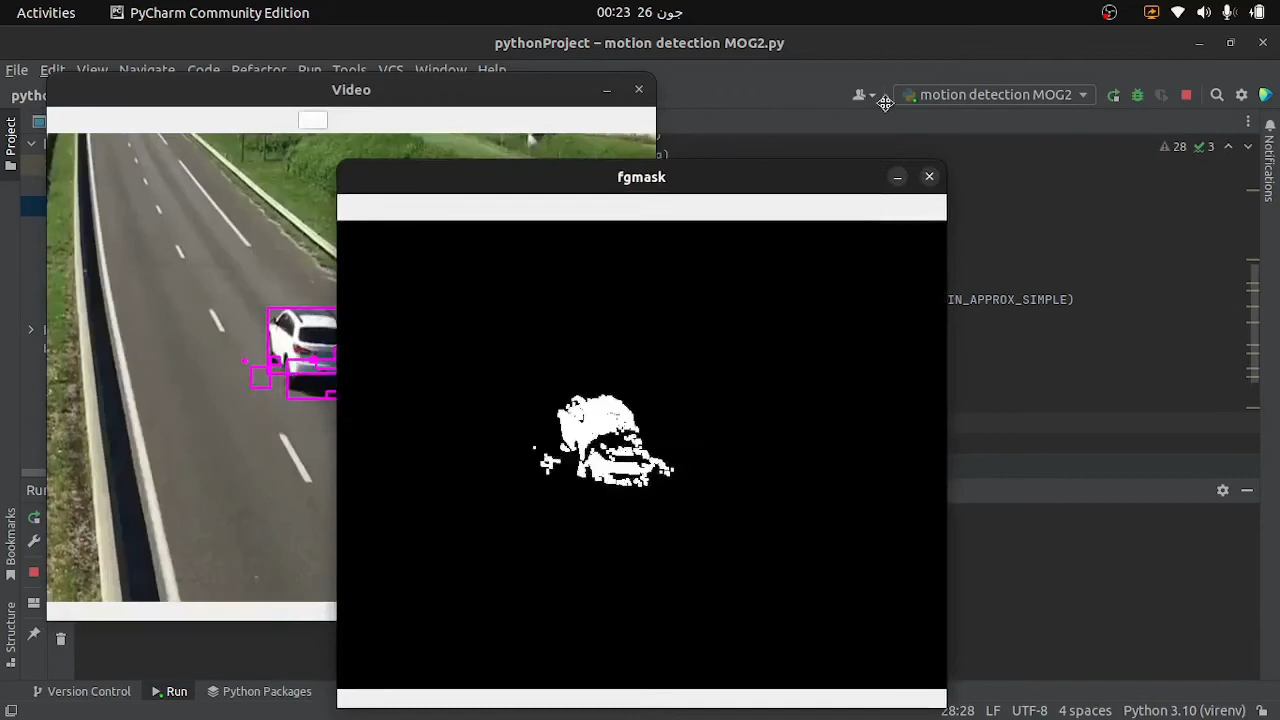 Activities PyCharm Community Edition 00:23 26 جون
pythonProject – motion detection MOG2.py
File Edit View Navigate Code Refactor Run Tools VCS Window Help
Video
motion detection MOG2
Project
28 3
Notifications
fgmask
IN_APPROX_SIMPLE)
Bookmarks
Structure
Version Control Run Python Packages
28:28 LF UTF-8 4 spaces Python 3.10 (virenv)